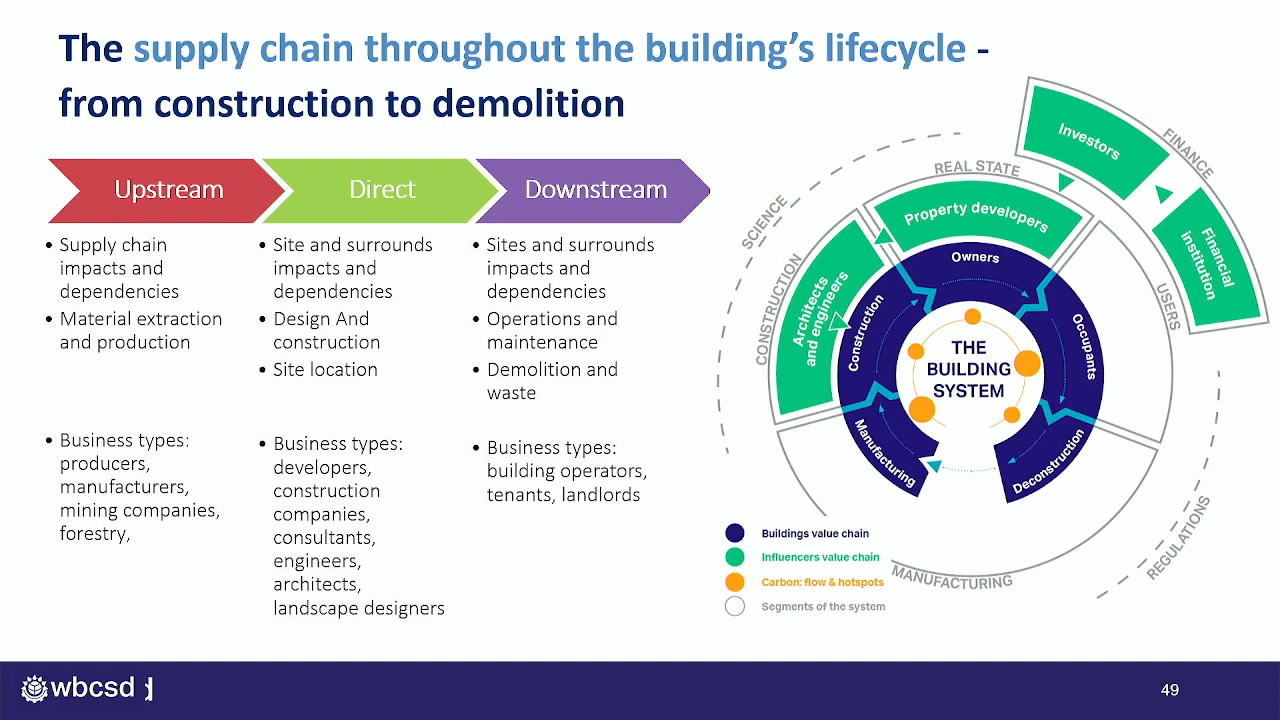 The supply chain throughout the building’s lifecycle -
from construction to demolition
Upstream
• Supply chain
impacts and
dependencies
• Material extraction
and production
• Business types:
producers,
manufacturers,
mining companies,
forestry,
Direct
• Site and surrounds
impacts and
dependencies
• Design And
construction
• Site location
• Business types:
developers,
construction
companies,
consultants,
engineers,
architects,
landscape designers
Downstream
• Sites and surrounds
impacts and
dependencies
• Operations and
maintenance
• Demolition and
waste
• Business types:
building operators,
tenants, landlords
SCIENCE
CONSTRUCTION
REAL STATE
FINANCE
USERS
REGULATIONS
MANUFACTURING
Investors
Financial
institution
Property developers
Architects
and engineers
Owners
Occupants
Construction
Manufacturing
Deconstruction
THE
BUILDING
SYSTEM
Buildings value chain
Influencers value chain
Carbon: flow & hotspots
Segments of the system
wbcsd
49